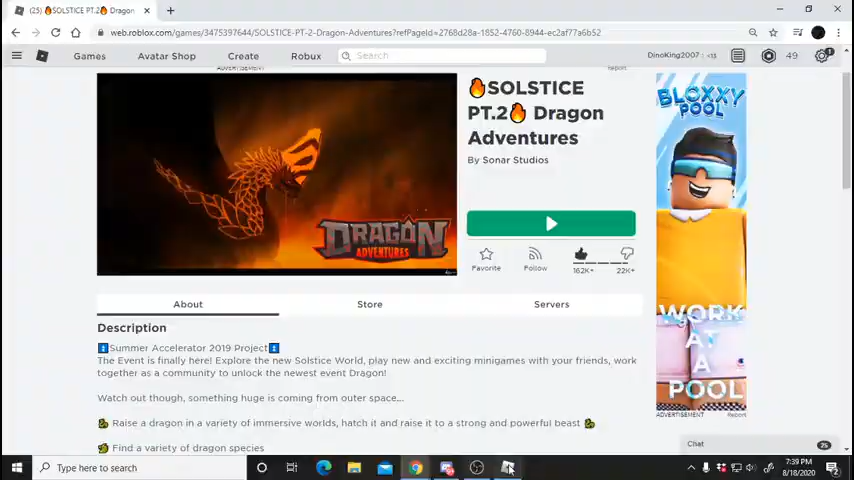 (25) 🔥SOLSTICE PT.2🔥 Dragon
web.roblox.com/games/3475397644/SOLSTICE-PT-2-Dragon-Adventures?refPageId=2768d28a-1852-4760-8944-ec2af77a6b52
Games
Avatar Shop
Create
Robux
Search
DinoKing2007
<13
49
1
ADVERTISEMENT
Report
DRAGON
ADVENTURES
🔥SOLSTICE
PT.2🔥 Dragon
Adventures
By Sonar Studios
Favorite
Follow
162K+
22K+
BLOXXY
POOL
WORK
AT
A
POOL
ADVERTISEMENT
Report
About
Store
Servers
Description
Summer Accelerator 2019 Project
The Event is finally here! Explore the new Solstice World, play new and exciting minigames with your friends, work
together as a community to unlock the newest event Dragon!
Watch out though, something huge is coming from outer space...
🐉 Raise a dragon in a variety of immersive worlds, hatch it and raise it to a strong and powerful beast 🐉
Find a variety of dragon species
Chat
25
Type here to search
7:39 PM
8/18/2020
2